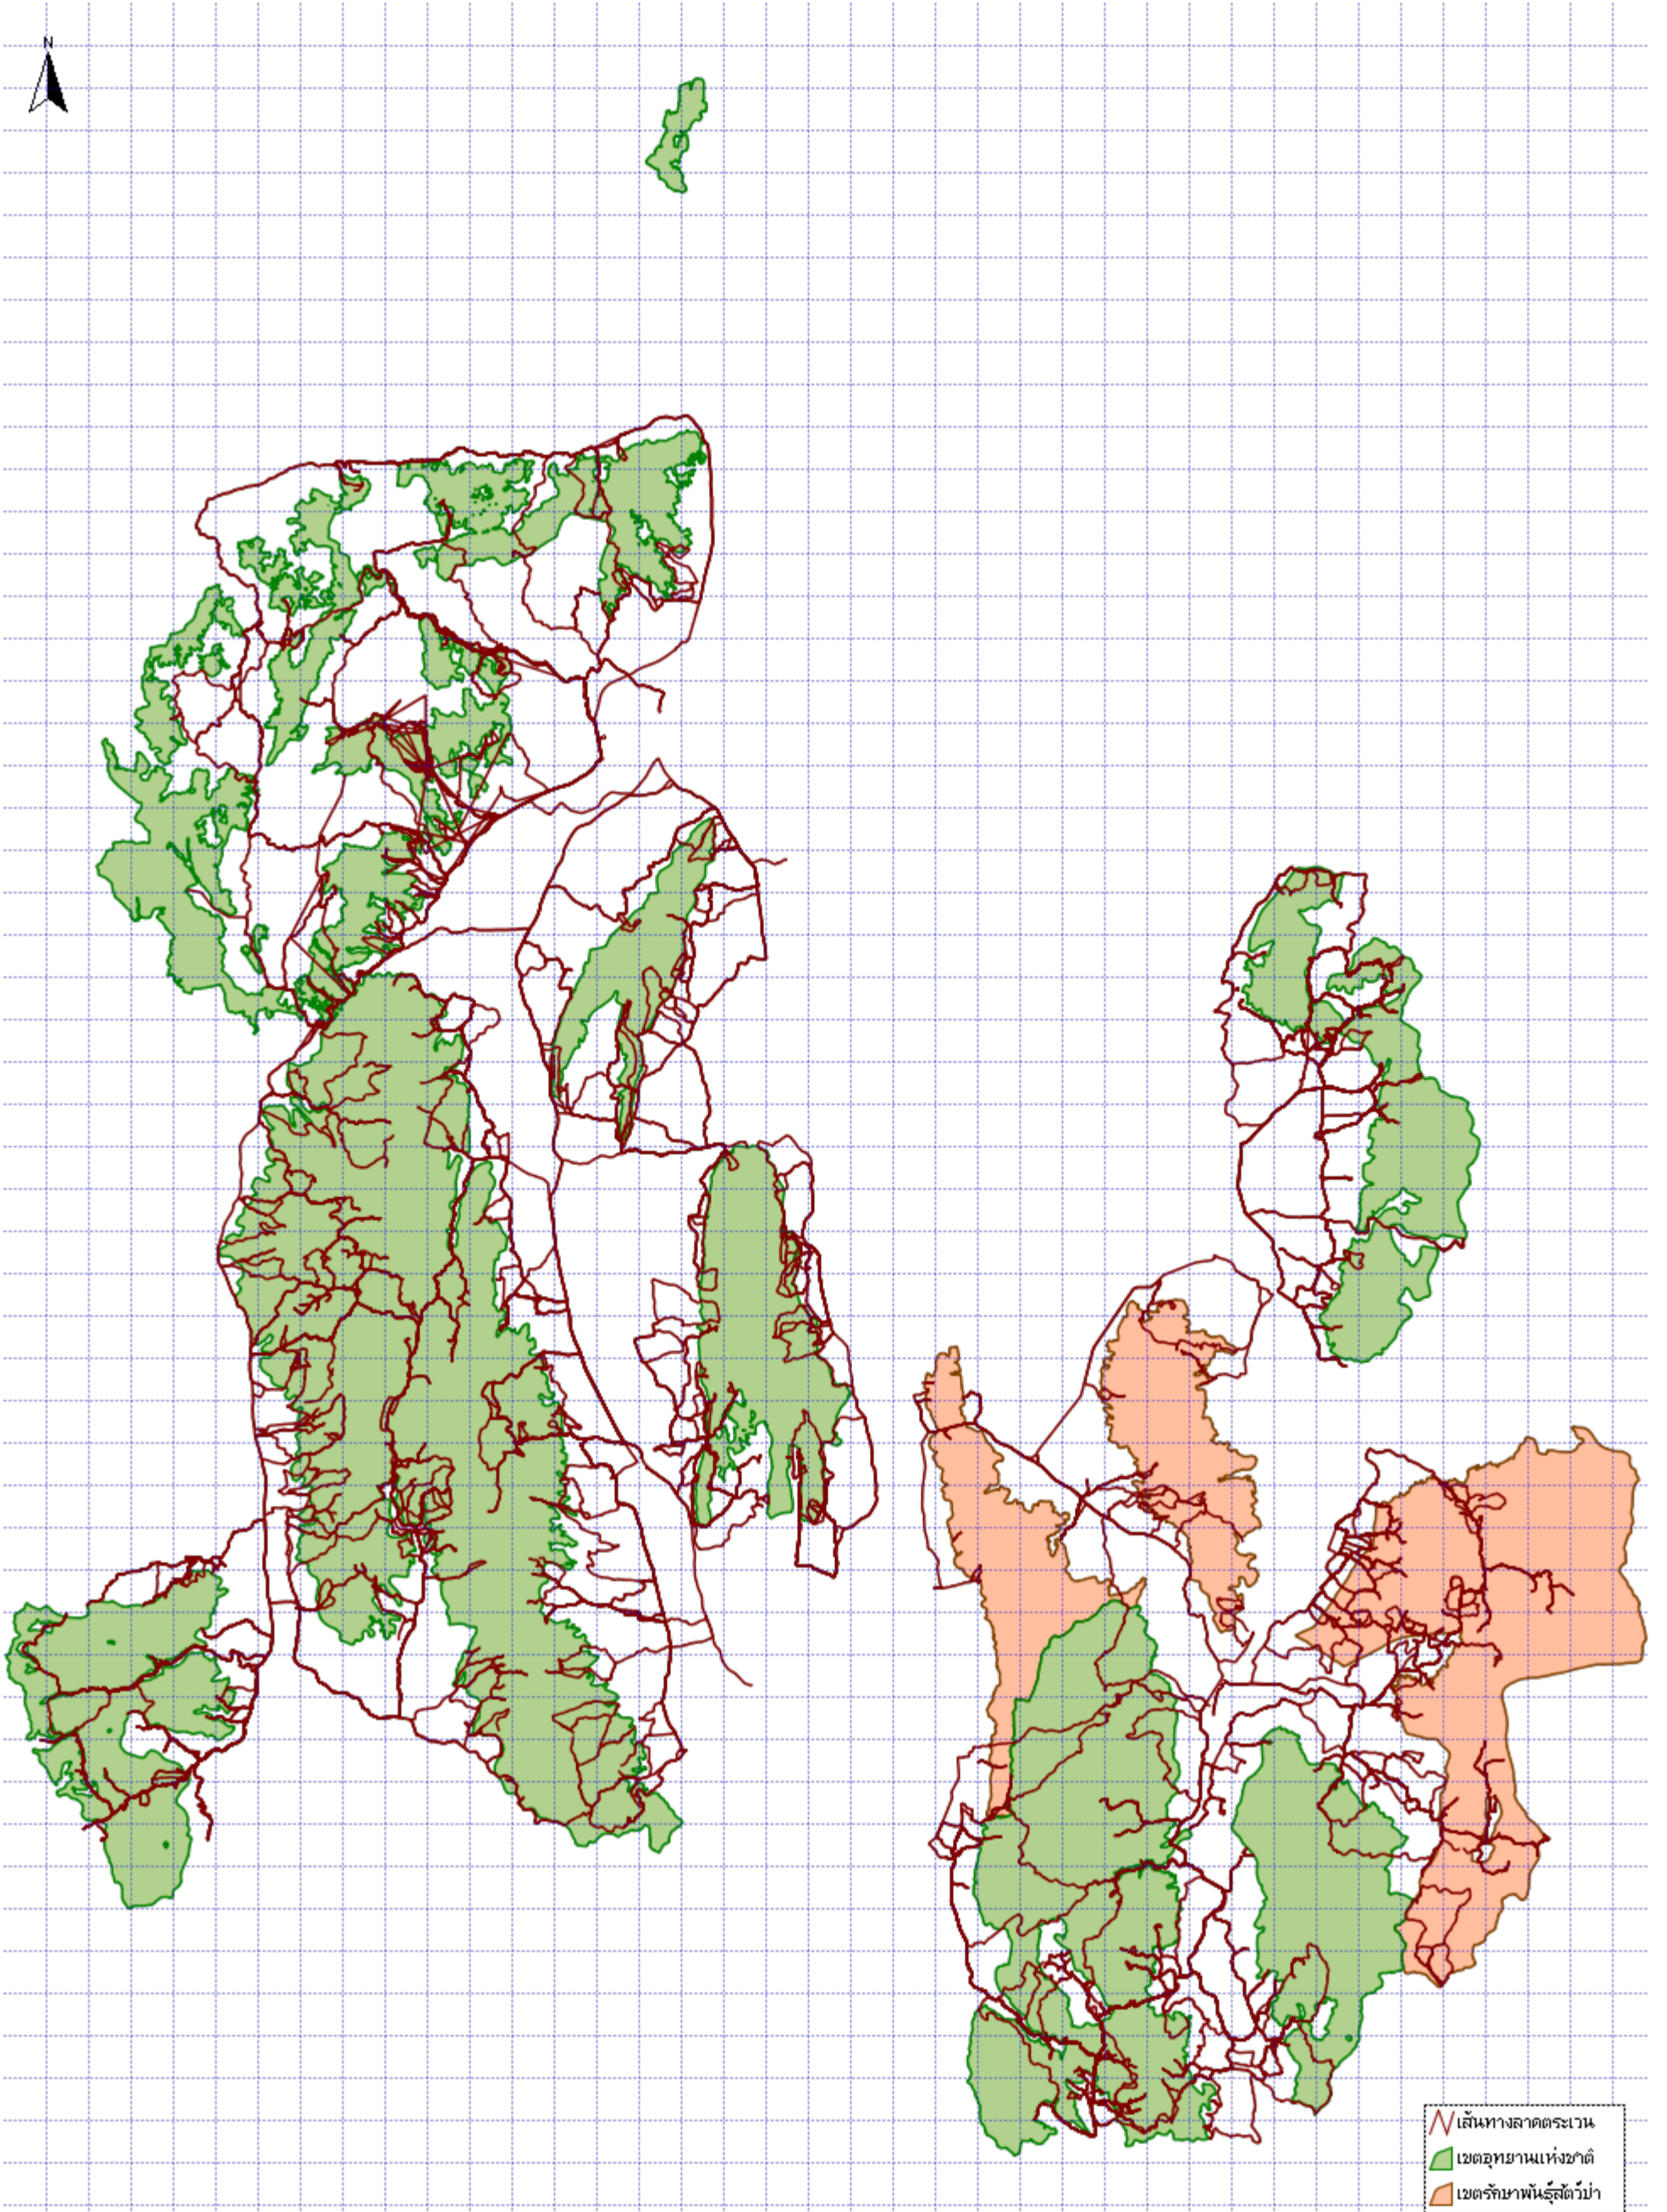 N
เส้นทางลาดตระเวน
เขตอุทยานแห่งชาติ
เขตรักษาพันธุ์สัตว์ป่า